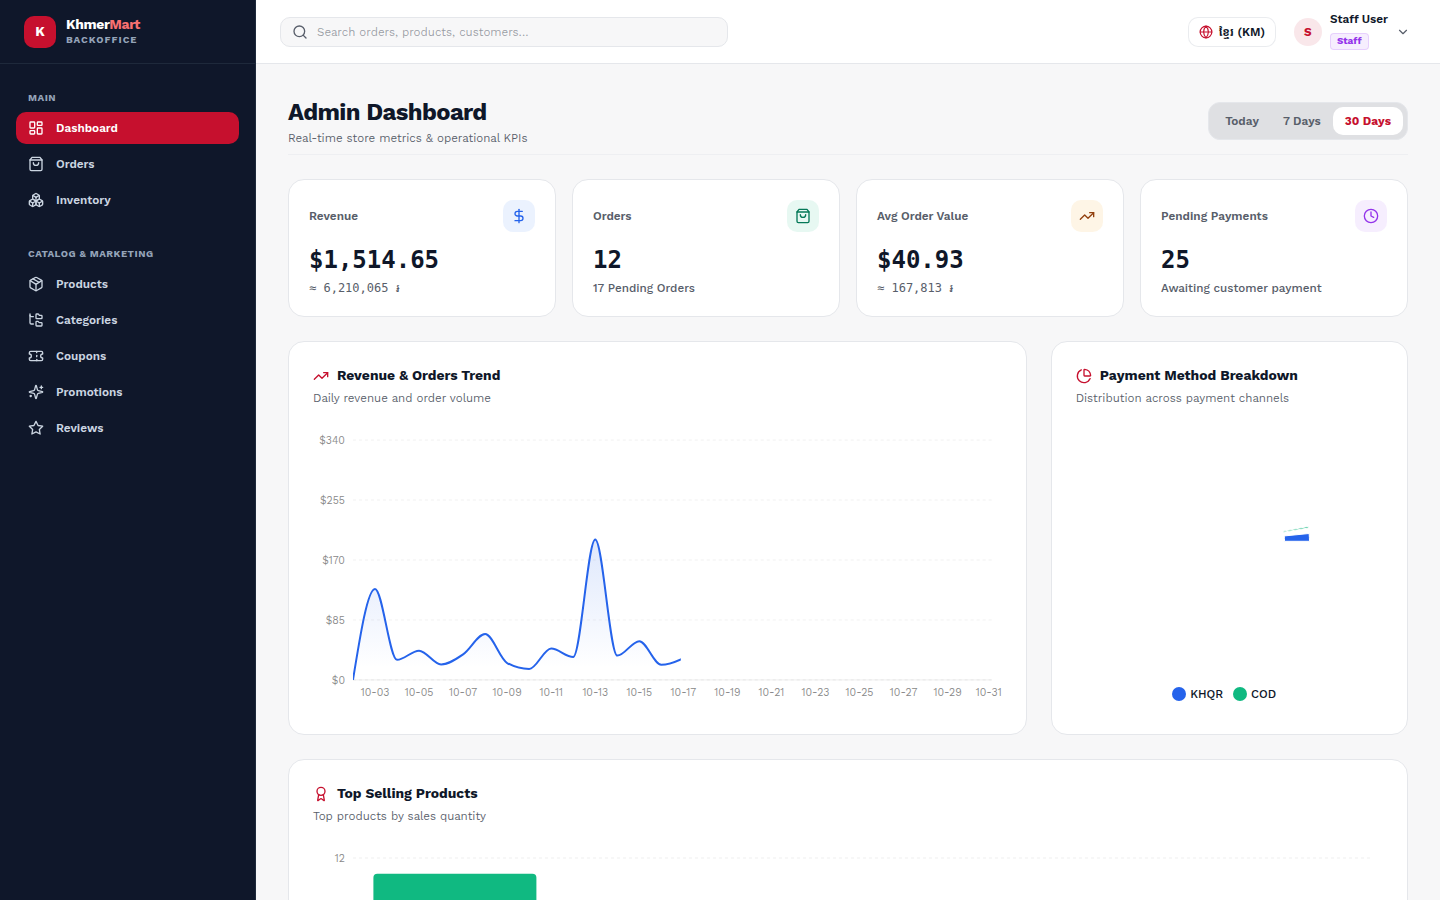 K
KhmerMart
BACKOFFICE
Search orders, products, customers...
ខ្មែរ (KM)
S
Staff User
Staff
MAIN
Dashboard
Orders
Inventory
CATALOG & MARKETING
Products
Categories
Coupons
Promotions
Reviews
Admin Dashboard
Real-time store metrics & operational KPIs
Today
7 Days
30 Days
Revenue
$1,514.65
≈ 6,210,065 ៛
Orders
12
17 Pending Orders
Avg Order Value
$40.93
≈ 167,813 ៛
Pending Payments
25
Awaiting customer payment
Revenue & Orders Trend
Daily revenue and order volume
$340
$255
$170
$85
$0
10-03 10-05 10-07 10-09 10-11 10-13 10-15 10-17 10-19 10-21 10-23 10-25 10-27 10-29 10-31
Payment Method Breakdown
Distribution across payment channels
KHQR COD
Top Selling Products
Top products by sales quantity
12